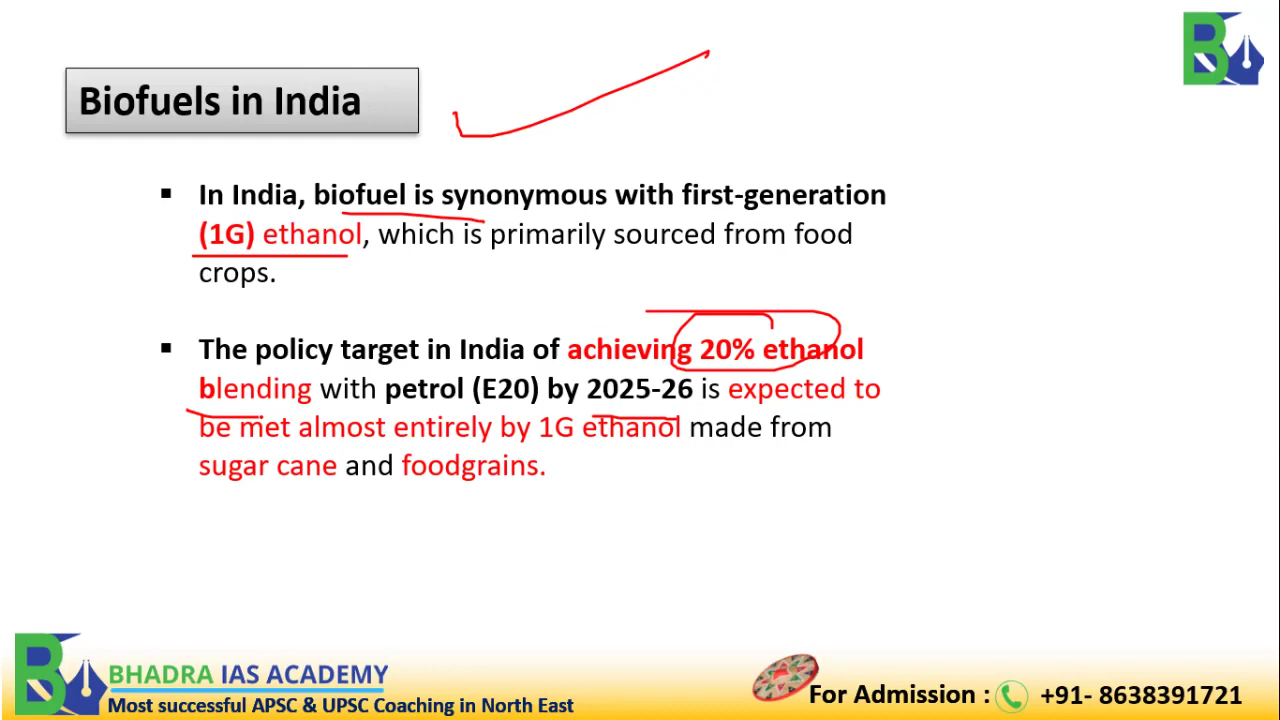 Biofuels in India
▪ In India, biofuel is synonymous with first-generation
(1G) ethanol, which is primarily sourced from food
crops.
▪ The policy target in India of achieving 20% ethanol
blending with petrol (E20) by 2025-26 is expected to
be met almost entirely by 1G ethanol made from
sugar cane and foodgrains.
BHADRA IAS ACADEMY
Most successful APSC & UPSC Coaching in North East
For Admission : +91- 8638391721